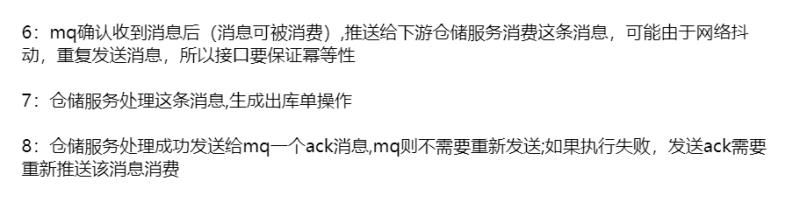 6：mq确认收到消息后（消息可被消费）,推送给下游仓储服务消费这条消息，可能由于网络抖
动，重复发送消息，所以接口要保证幂等性
7：仓储服务处理这条消息,生成出库单操作
8：仓储服务处理成功发送给mq一个ack消息,mq则不需要重新发送;如果执行失败，发送ack需要
重新推送该消息消费